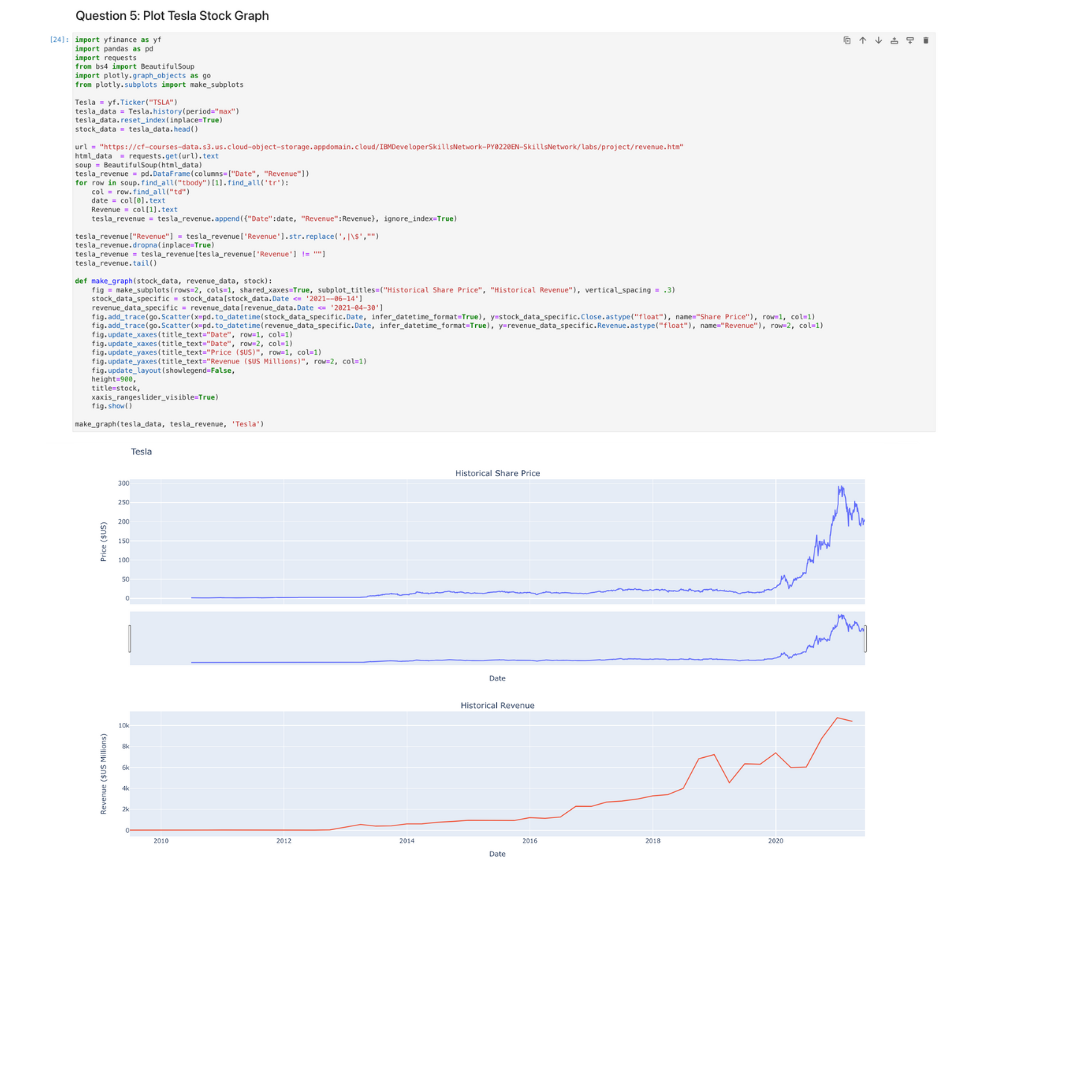 Question 5: Plot Tesla Stock Graph
[24]: import yfinance as yf
import pandas as pd
import requests
from bs4 import BeautifulSoup
import plotly.graph_objects as go
from plotly.subplots import make_subplots
Tesla = yf.Ticker("TSLA")
tesla_data = Tesla.history(period="max")
tesla_data.reset_index(inplace=True)
stock_data = tesla_data.head()
url = "https://cf-courses-data.s3.us.cloud-object-storage.appdomain.cloud/IBMDeveloperSkillsNetwork-PY0220EN-SkillsNetwork/labs/project/revenue.htm"
html_data  = requests.get(url).text
soup = BeautifulSoup(html_data)
tesla_revenue = pd.DataFrame(columns=["Date", "Revenue"])
for row in soup.find_all("tbody")[1].find_all('tr'):
    col = row.find_all("td")
    date = col[0].text
    Revenue = col[1].text
    tesla_revenue = tesla_revenue.append({"Date":date, "Revenue":Revenue}, ignore_index=True)
tesla_revenue["Revenue"] = tesla_revenue['Revenue'].str.replace(',|\$',"")
tesla_revenue.dropna(inplace=True)
tesla_revenue = tesla_revenue[tesla_revenue['Revenue'] != ""]
tesla_revenue.tail()
def make_graph(stock_data, revenue_data, stock):
    fig = make_subplots(rows=2, cols=1, shared_xaxes=True, subplot_titles=("Historical Share Price", "Historical Revenue"), vertical_spacing = .3)
    stock_data_specific = stock_data[stock_data.Date <= '2021--06-14']
    revenue_data_specific = revenue_data[revenue_data.Date <= '2021-04-30']
    fig.add_trace(go.Scatter(x=pd.to_datetime(stock_data_specific.Date, infer_datetime_format=True), y=stock_data_specific.Close.astype("float"), name="Share Price"), row=1, col=1)
    fig.add_trace(go.Scatter(x=pd.to_datetime(revenue_data_specific.Date, infer_datetime_format=True), y=revenue_data_specific.Revenue.astype("float"), name="Revenue"), row=2, col=1)
    fig.update_xaxes(title_text="Date", row=1, col=1)
    fig.update_xaxes(title_text="Date", row=2, col=1)
    fig.update_yaxes(title_text="Price ($US)", row=1, col=1)
    fig.update_yaxes(title_text="Revenue ($US Millions)", row=2, col=1)
    fig.update_layout(showlegend=False,
    height=900,
    title=stock,
    xaxis_rangeslider_visible=True)
    fig.show()
make_graph(tesla_data, tesla_revenue, 'Tesla')
Tesla
Historical Share Price
300
250
200
150
100
50
0
Price ($US)
Date
Historical Revenue
10k
8k
6k
4k
2k
0
Revenue ($US Millions)
2010 2012 2014 2016 2018 2020
Date